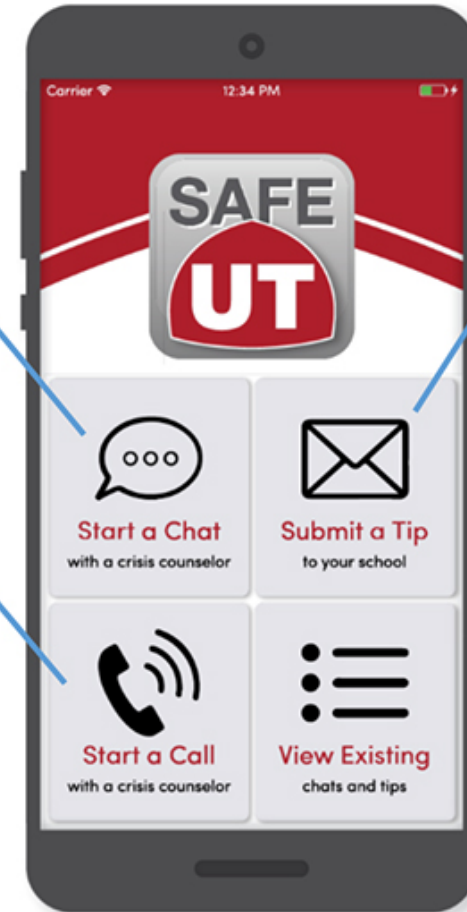 Carrier 12:34 PM
SAFE
UT
Start a Chat
with a crisis counselor
Submit a Tip
to your school
Start a Call
with a crisis counselor
View Existing
chats and tips